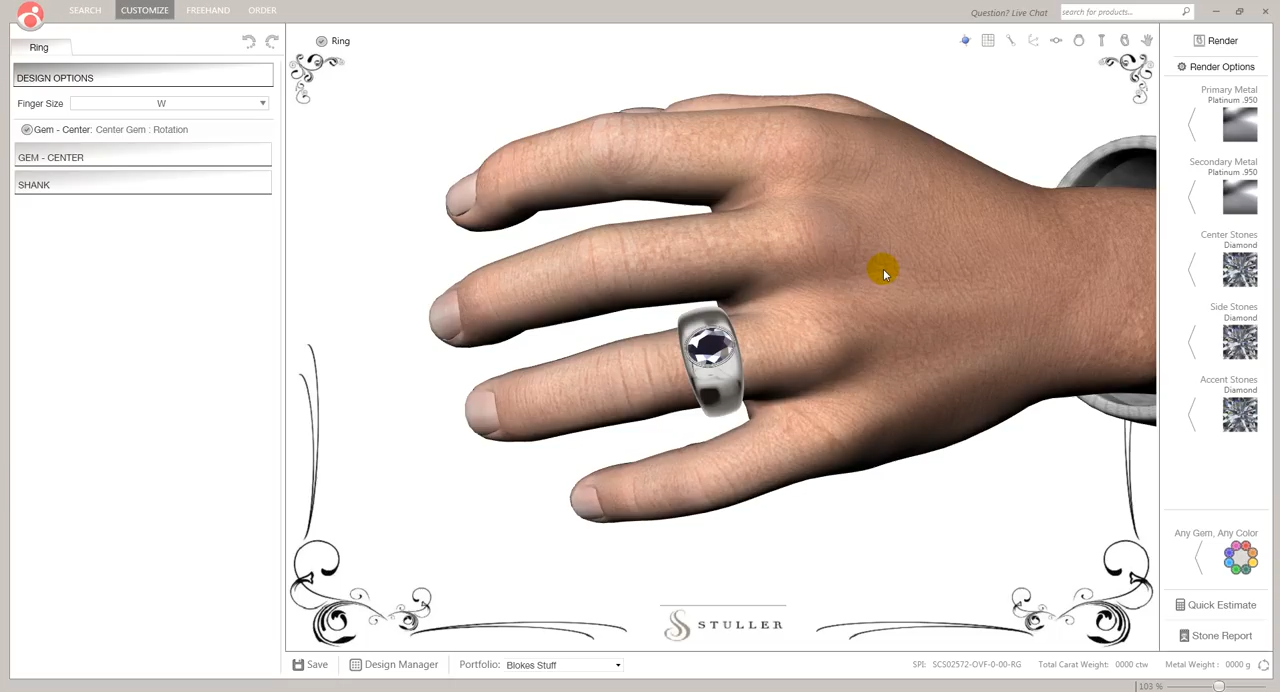 SEARCH CUSTOMIZE FREEHAND ORDER
Question? Live Chat search for products...
Ring
DESIGN OPTIONS
Finger Size W
Gem - Center: Center Gem : Rotation
GEM - CENTER
SHANK
Ring
STULLER
Render
Render Options
Primary Metal
Platinum .950
Secondary Metal
Platinum .950
Center Stones
Diamond
Side Stones
Diamond
Accent Stones
Diamond
Any Gem, Any Color
Quick Estimate
Stone Report
Save Design Manager Portfolio: Blokes Stuff SPI: SCS02572-OVF-0-00-RG Total Carat Weight: 0000 ctw Metal Weight : 0000 g
103 %